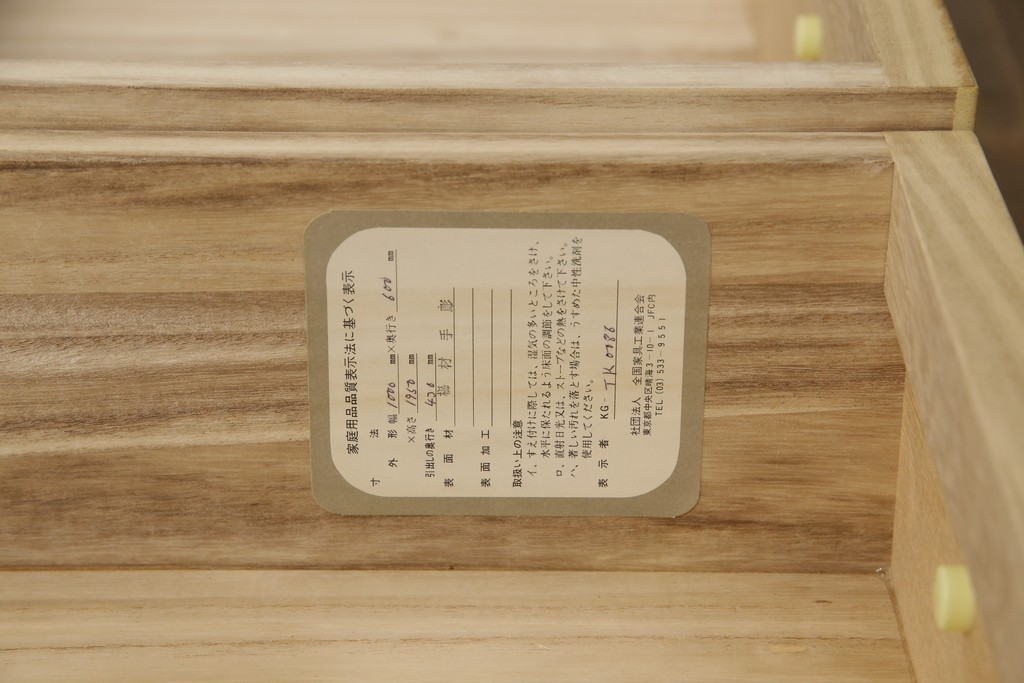 家庭用品品質表示法に基づく表示
寸 法
外 形 幅 1000 mm×奥行き 600 mm
×高さ 1950 mm
引出しの奥行き 420 mm
表 面 材 楊 材 手 彫
表 面 加 工
取扱い上の注意
イ、すえ付けに際しては、湿気の多いところをさけ、
水平に保たれるよう床面の調節をして下さい。
ロ、直射日光又は、ストーブなどの熱をさけて下さい。
ハ、著しい汚れを落とす場合は、うすめた中性洗剤を
使用してください。
表 示 者 KG-TK 0786
社団法人 全国家具工業連合会
東京都中央区晴海3-10-1 JFC内
TEL (03) 533-9551